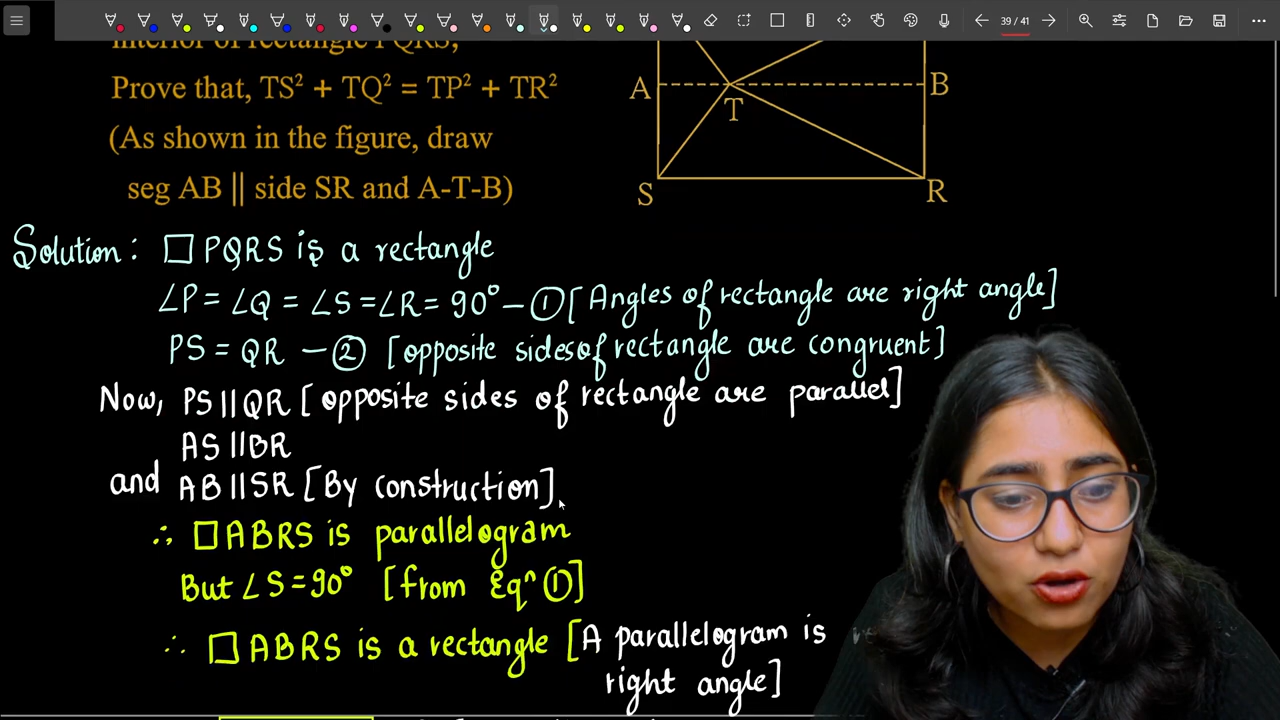 39 / 41
interior of rectangle PQRS,
Prove that, TS² + TQ² = TP² + TR²
(As shown in the figure, draw
seg AB || side SR and A-T-B)
A
T
B
S
R
Solution: □ PQRS is a rectangle
∠P = ∠Q = ∠S = ∠R = 90° – ① [Angles of rectangle are right angle]
PS = QR – ② [opposite sides of rectangle are congruent]
Now, PS || QR [opposite sides of rectangle are parallel]
AS || BR
and AB || SR [By construction]
∴ □ ABRS is parallelogram
But ∠S = 90° [from Eqⁿ ①]
∴ □ ABRS is a rectangle [A parallelogram is
right angle]